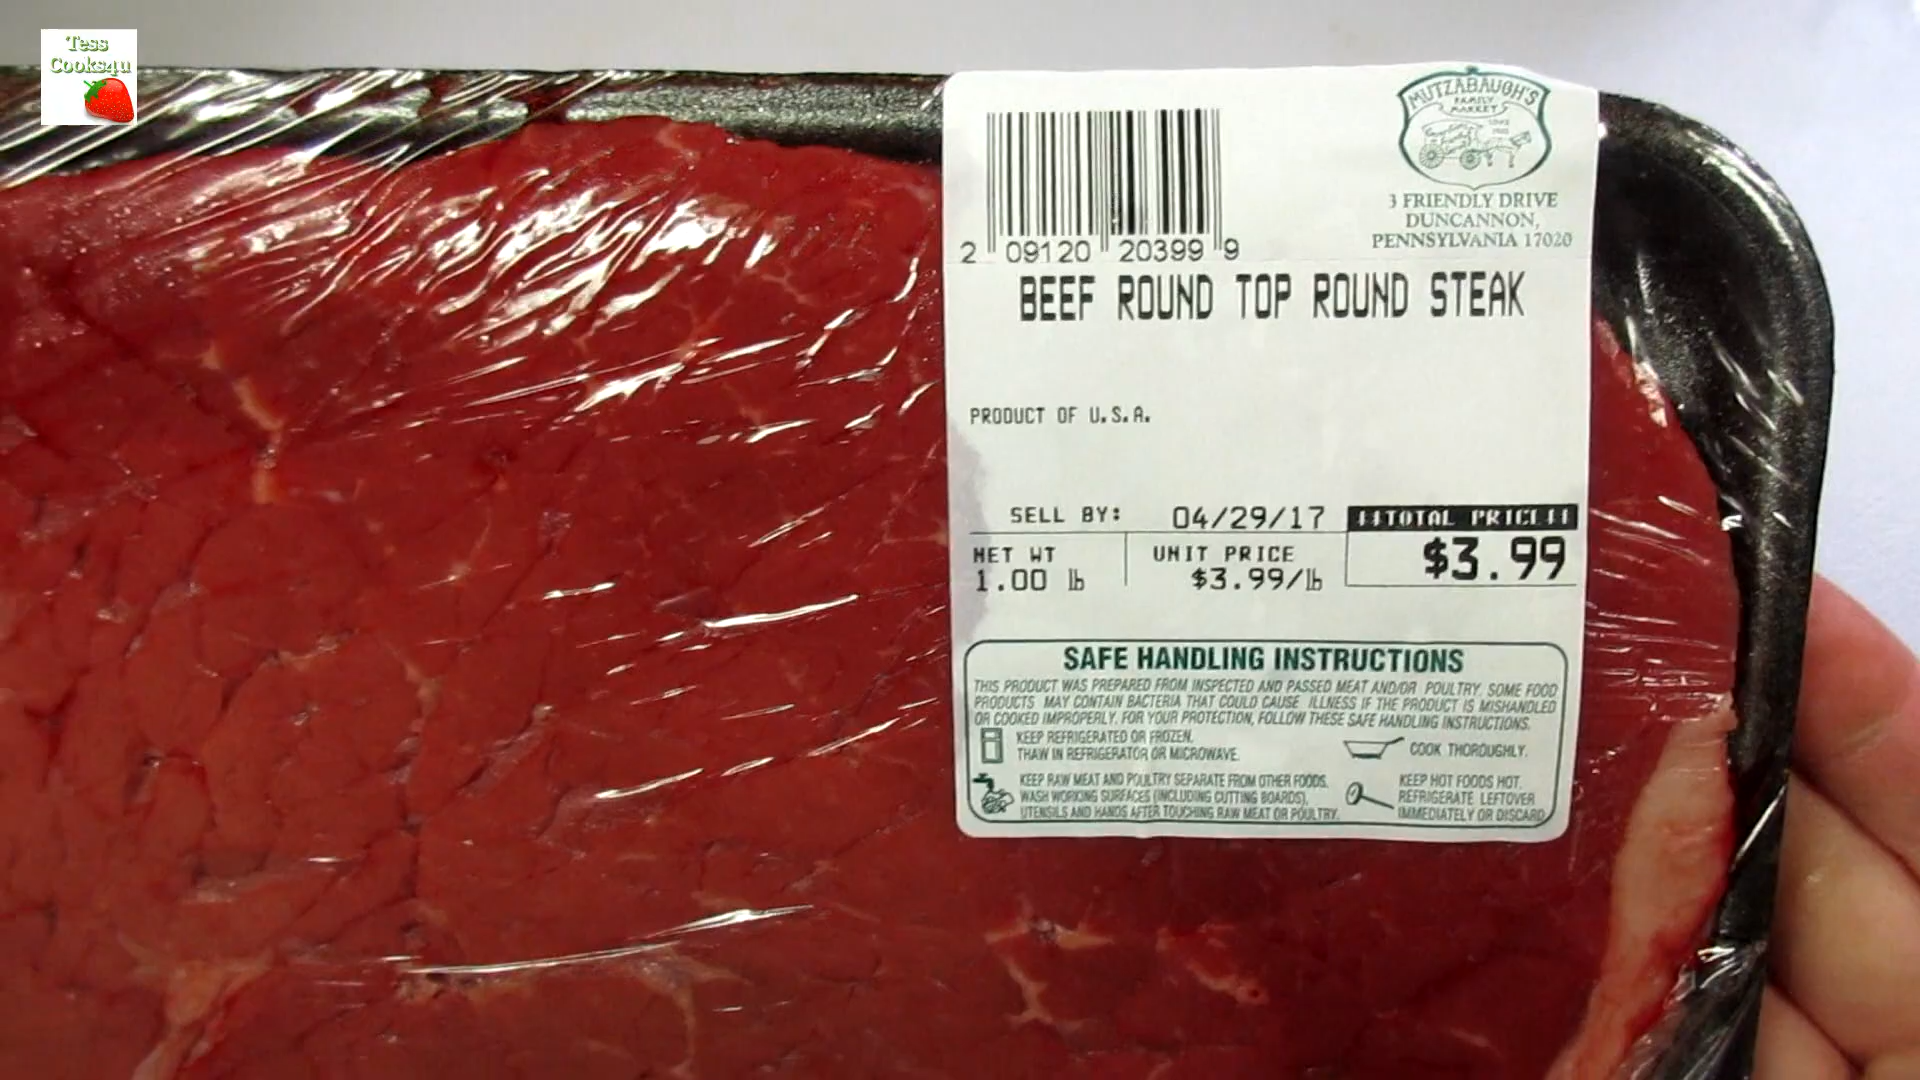 Tess
Cooks4u
MUTZABAUGH'S
FAMILY
MARKET
SINCE
3 FRIENDLY DRIVE
DUNCANNON,
PENNSYLVANIA 17020
2 09120 20399 9
BEEF ROUND TOP ROUND STEAK
PRODUCT OF U.S.A.
SELL BY: 04/29/17
TOTAL PRICE
NET WT UNIT PRICE $3.99
1.00 lb $3.99/lb
SAFE HANDLING INSTRUCTIONS
THIS PRODUCT WAS PREPARED FROM INSPECTED AND PASSED MEAT AND/OR POULTRY. SOME FOOD
PRODUCTS MAY CONTAIN BACTERIA THAT COULD CAUSE ILLNESS IF THE PRODUCT IS MISHANDLED
OR COOKED IMPROPERLY. FOR YOUR PROTECTION, FOLLOW THESE SAFE HANDLING INSTRUCTIONS.
KEEP REFRIGERATED OR FROZEN.
THAW IN REFRIGERATOR OR MICROWAVE.
COOK THOROUGHLY.
KEEP RAW MEAT AND POULTRY SEPARATE FROM OTHER FOODS.
WASH WORKING SURFACES (INCLUDING CUTTING BOARDS),
UTENSILS AND HANDS AFTER TOUCHING RAW MEAT OR POULTRY.
KEEP HOT FOODS HOT.
REFRIGERATE LEFTOVER
IMMEDIATELY OR DISCARD